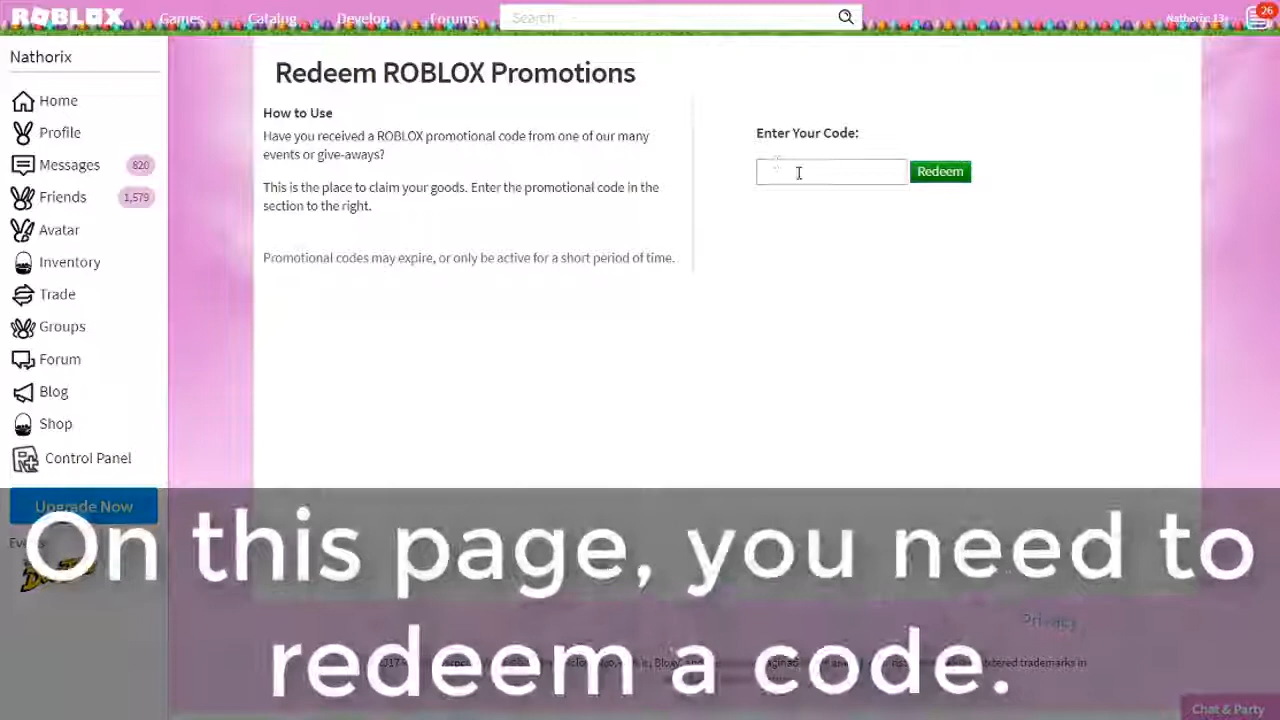 ROBLOX Games Catalog Develop Forums Search Nathorix: 13+ 26
Nathorix
Home
Profile
Messages 820
Friends 1,579
Avatar
Inventory
Trade
Groups
Forum
Blog
Shop
Control Panel
Upgrade Now
Redeem ROBLOX Promotions
How to Use
Have you received a ROBLOX promotional code from one of our many
events or give-aways?
This is the place to claim your goods. Enter the promotional code in the
section to the right.
Promotional codes may expire, or only be active for a short period of time.
Enter Your Code:
Redeem
On this page, you need to
redeem a code.
Privacy
trademarks in
Chat & Party